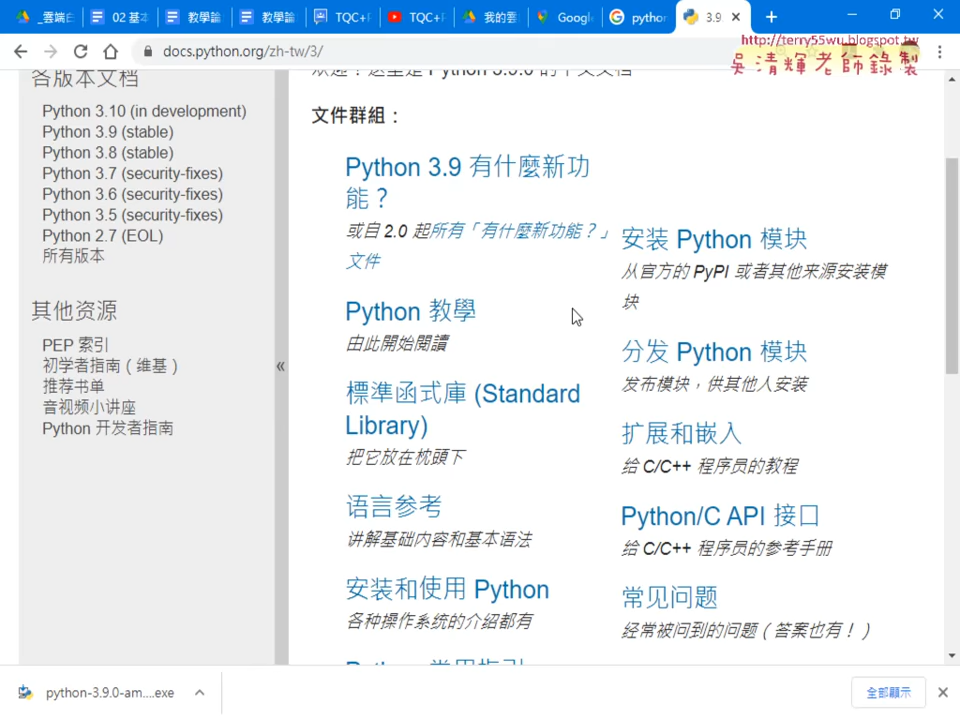 _雲端白
02 基本
教學論
教學論
TQC+P
TQC+P
我的雲
Google
python
3.9
docs.python.org/zh-tw/3/
http://terry55wu.blogspot.tw
吳清輝老師錄製
各版本文档
Python 3.10 (in development)
Python 3.9 (stable)
Python 3.8 (stable)
Python 3.7 (security-fixes)
Python 3.6 (security-fixes)
Python 3.5 (security-fixes)
Python 2.7 (EOL)
所有版本
其他资源
PEP 索引
初学者指南（维基）
推荐书单
音视频小讲座
Python 开发者指南
«
文件群組：
Python 3.9 有什麼新功
能？
或自 2.0 起所有「有什麼新功能？」
文件
Python 教學
由此開始閱讀
標準函式庫 (Standard
Library)
把它放在枕頭下
语言参考
讲解基础内容和基本语法
安装和使用 Python
各种操作系统的介绍都有
安装 Python 模块
从官方的 PyPI 或者其他来源安装模
块
分发 Python 模块
发布模块，供其他人安装
扩展和嵌入
给 C/C++ 程序员的教程
Python/C API 接口
给 C/C++ 程序员的参考手册
常见问题
经常被问到的问题（答案也有！）
python-3.9.0-am....exe
全部顯示